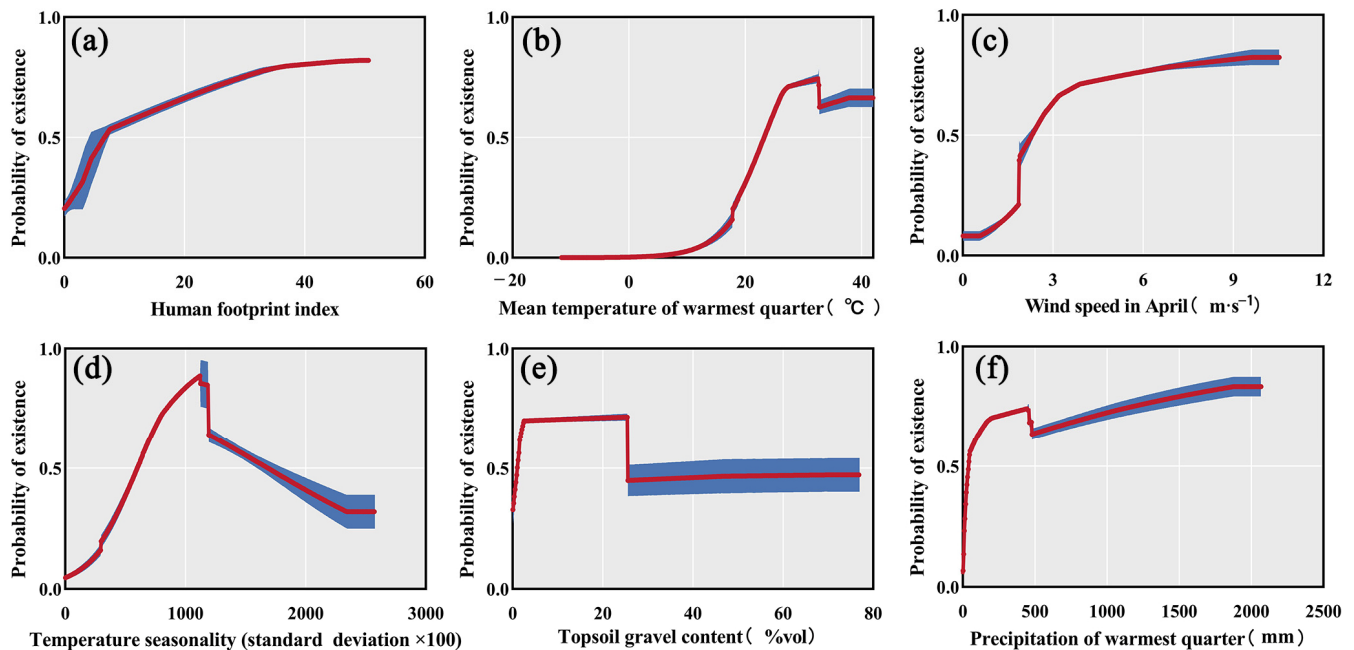 (a)
Probability of existence
1.0
0.5
0.0
0
20
40
60
Human footprint index
(b)
Probability of existence
1.0
0.5
0.0
−20
0
20
40
Mean temperature of warmest quarter( ℃)
(c)
Probability of existence
1.0
0.5
0.0
0
3
6
9
12
Wind speed in April( m·s⁻¹)
(d)
Probability of existence
1.0
0.5
0.0
0
1000
2000
3000
Temperature seasonality (standard deviation ×100)
(e)
Probability of existence
1.0
0.5
0.0
0
20
40
60
80
Topsoil gravel content( %vol)
(f)
Probability of existence
1.0
0.5
0.0
0
500
1000
1500
2000
2500
Precipitation of warmest quarter( mm)